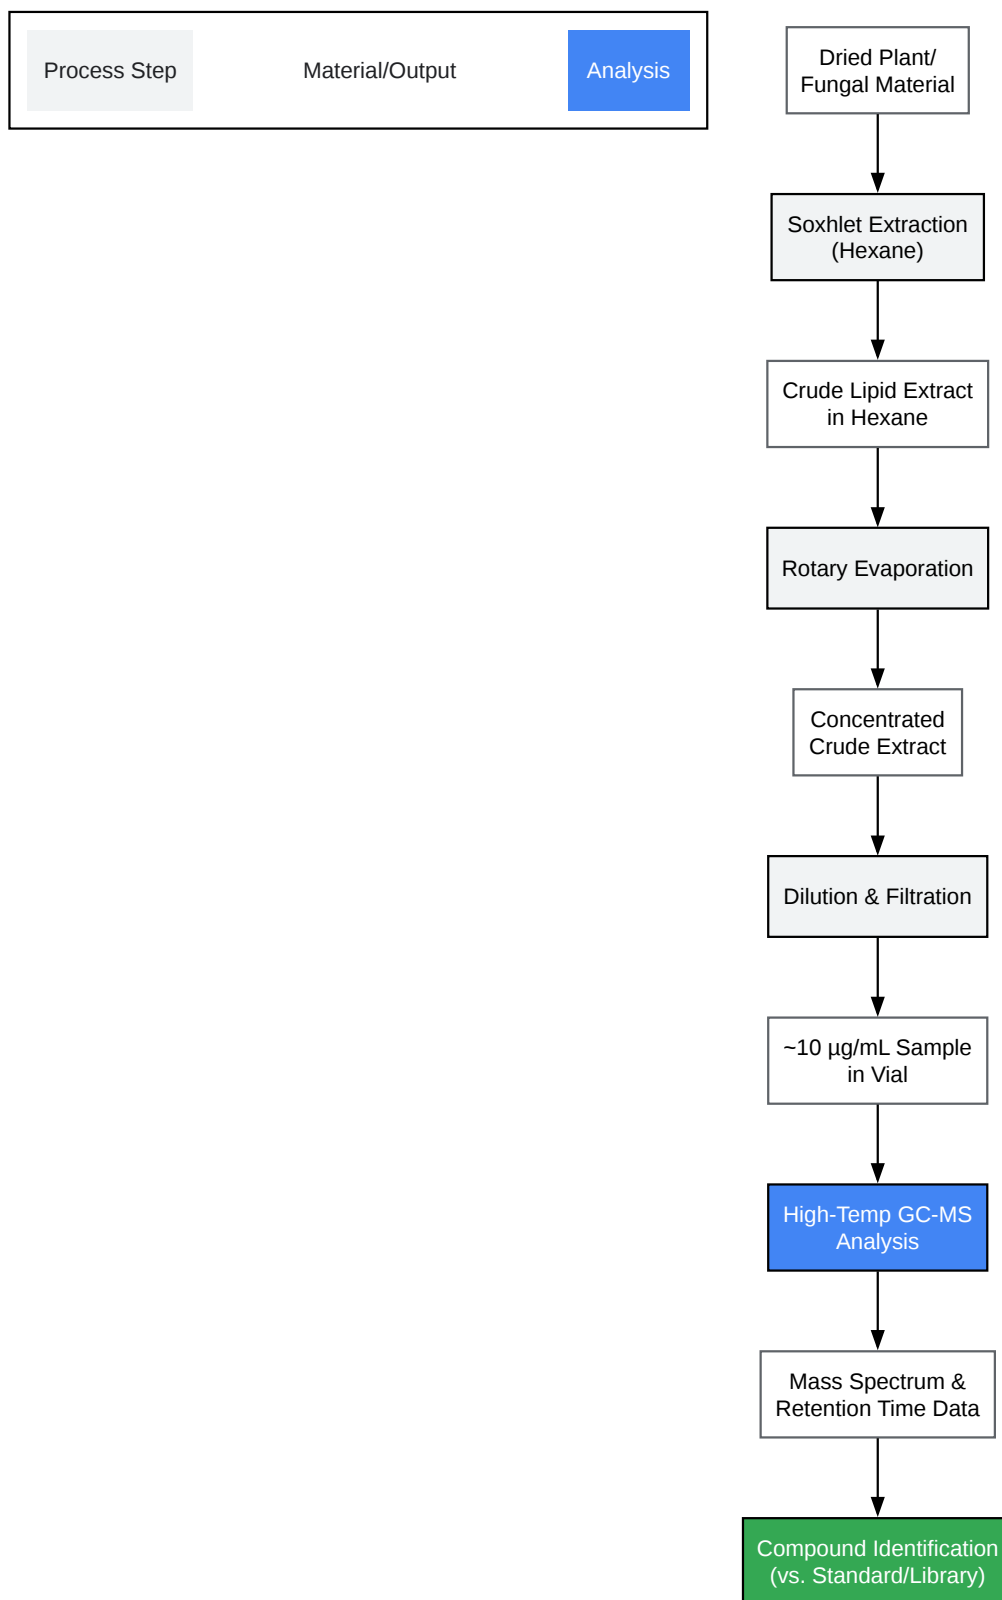 Process Step
Material/Output
Analysis
Dried Plant/
Fungal Material
Soxhlet Extraction
(Hexane)
Crude Lipid Extract
in Hexane
Rotary Evaporation
Concentrated
Crude Extract
Dilution & Filtration
~10 µg/mL Sample
in Vial
High-Temp GC-MS
Analysis
Mass Spectrum &
Retention Time Data
Compound Identification
(vs. Standard/Library)